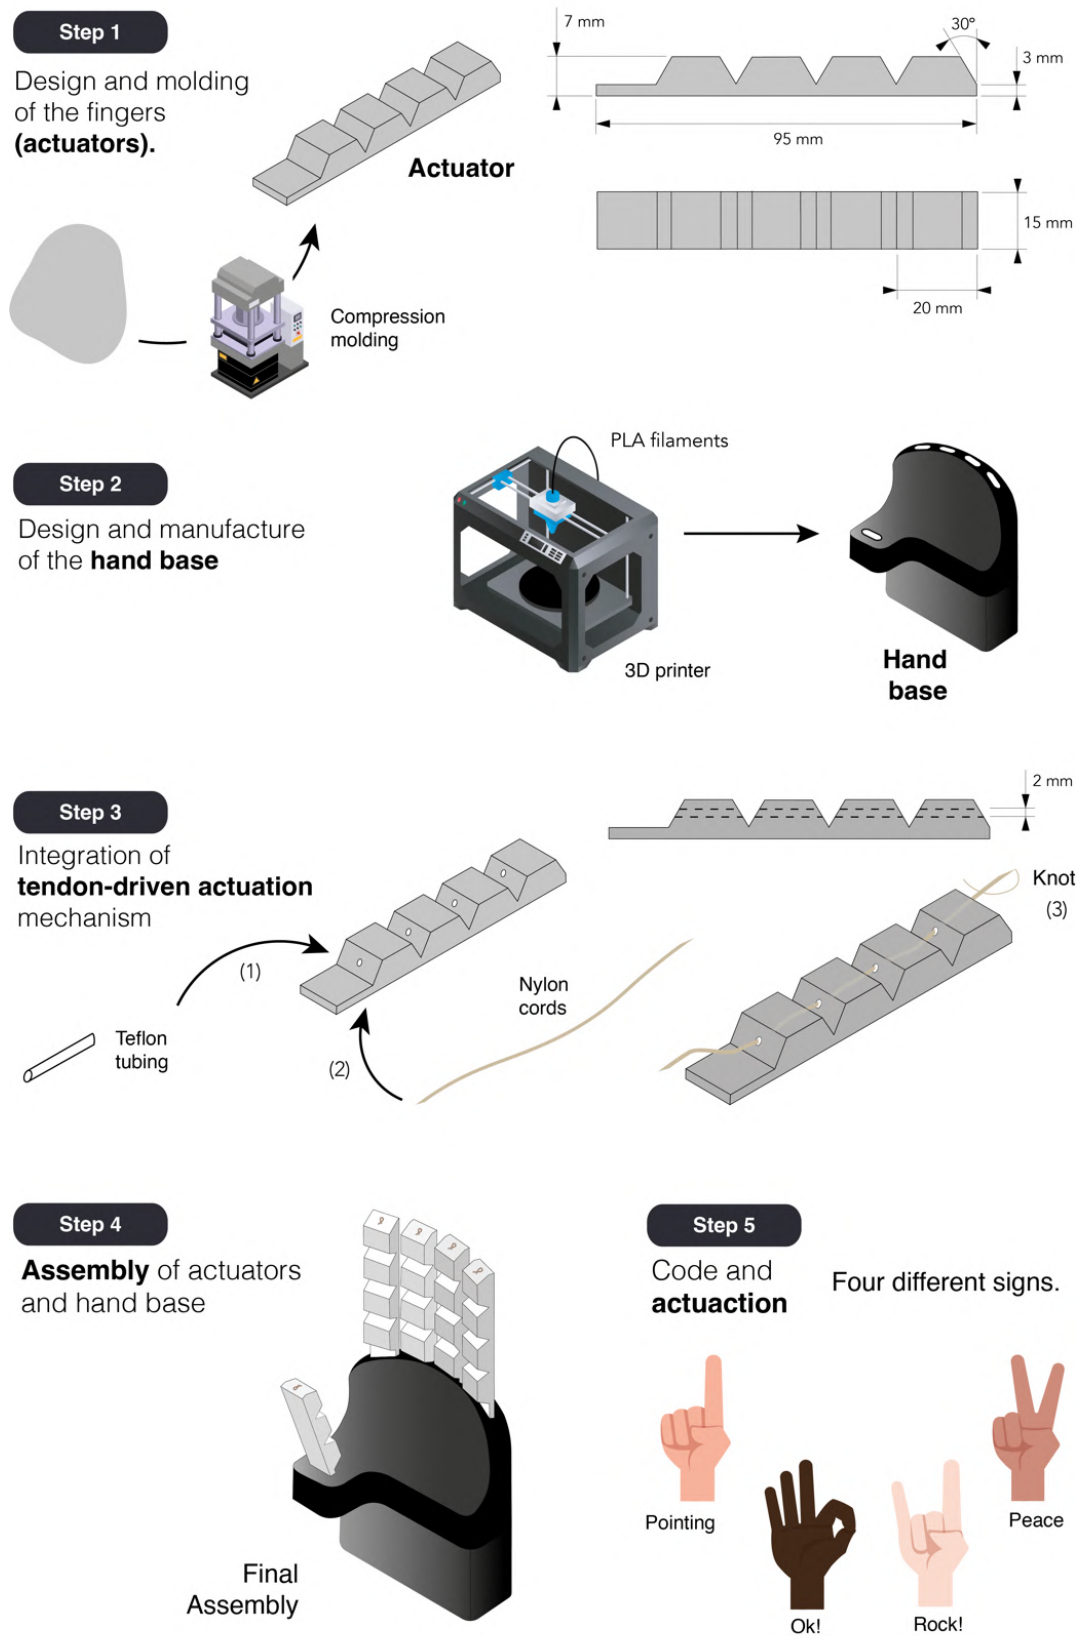 Step 1
Design and molding
of the fingers
(actuators).
Actuator
Compression
molding
7 mm
30°
3 mm
95 mm
15 mm
20 mm
Step 2
Design and manufacture
of the hand base
PLA filaments
3D printer
Hand
base
Step 3
Integration of
tendon-driven actuation
mechanism
(1)
Teflon
tubing
(2)
Nylon
cords
2 mm
Knot
(3)
Step 4
Assembly of actuators
and hand base
Final
Assembly
Step 5
Code and
actuaction
Four different signs.
Pointing
Ok!
Rock!
Peace